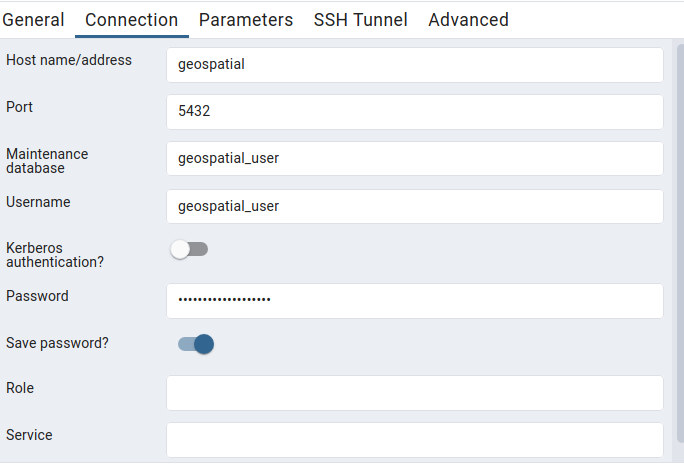 General Connection Parameters SSH Tunnel Advanced
Host name/address geospatial
Port 5432
Maintenance
database geospatial_user
Username geospatial_user
Kerberos
authentication?
Password •••••••••••••••••••
Save password?
Role
Service